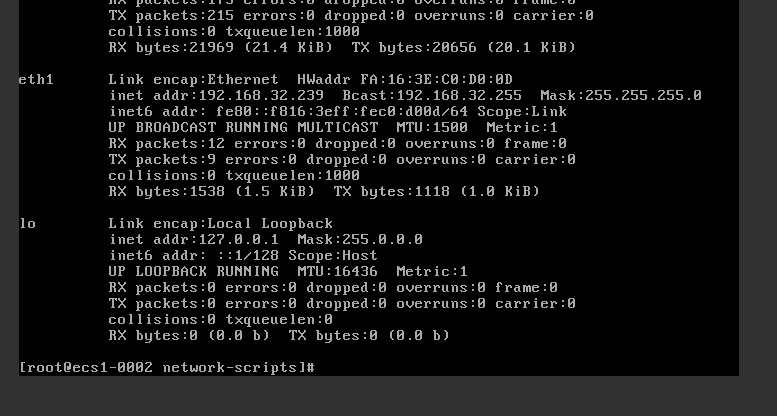 RX packets:175 errors:0 dropped:0 overruns:0 frame:0
TX packets:215 errors:0 dropped:0 overruns:0 carrier:0
collisions:0 txqueuelen:1000
RX bytes:21969 (21.4 KiB)  TX bytes:20656 (20.1 KiB)
eth1      Link encap:Ethernet  HWaddr FA:16:3E:C0:D0:0D
inet addr:192.168.32.239  Bcast:192.168.32.255  Mask:255.255.255.0
inet6 addr: fe80::f816:3eff:fec0:d00d/64 Scope:Link
UP BROADCAST RUNNING MULTICAST  MTU:1500  Metric:1
RX packets:12 errors:0 dropped:0 overruns:0 frame:0
TX packets:9 errors:0 dropped:0 overruns:0 carrier:0
collisions:0 txqueuelen:1000
RX bytes:1538 (1.5 KiB)  TX bytes:1118 (1.0 KiB)
lo        Link encap:Local Loopback
inet addr:127.0.0.1  Mask:255.0.0.0
inet6 addr: ::1/128 Scope:Host
UP LOOPBACK RUNNING  MTU:16436  Metric:1
RX packets:0 errors:0 dropped:0 overruns:0 frame:0
TX packets:0 errors:0 dropped:0 overruns:0 carrier:0
collisions:0 txqueuelen:0
RX bytes:0 (0.0 b)  TX bytes:0 (0.0 b)
[root@ecs1-0002 network-scripts]#